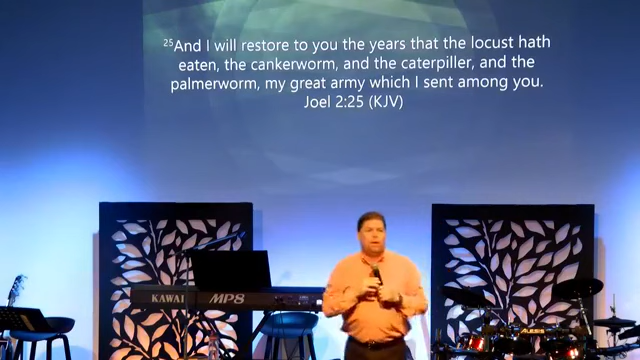 25And I will restore to you the years that the locust hath
eaten, the cankerworm, and the caterpiller, and the
palmerworm, my great army which I sent among you.
Joel 2:25 (KJV)
KAWAI MP8
ALESIS